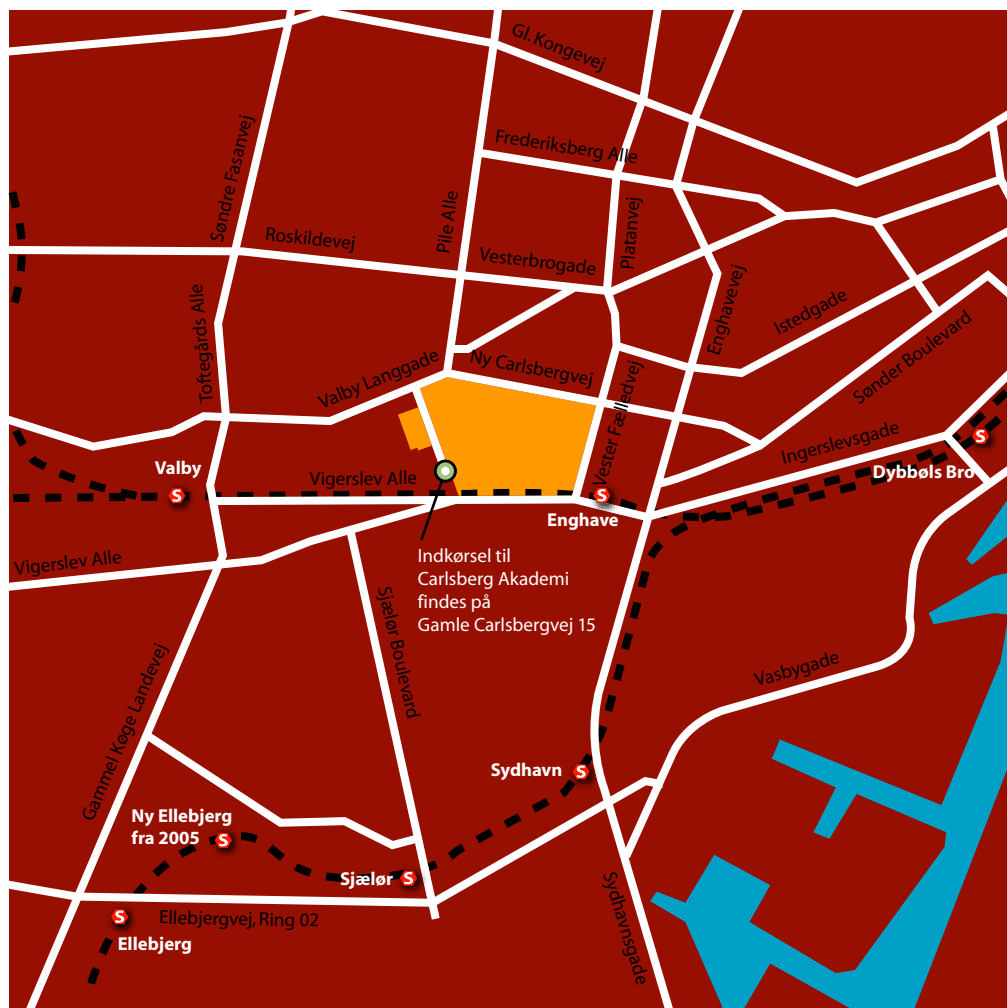 Gl. Kongevej
Frederiksberg Alle
Søndre Fasanvej
Pile Alle
Platanvej
Roskildevej
Vesterbrogade
Enghavevej
Istedgade
Toftegårds Alle
Valby Langgade
Ny Carlsbergvej
Sønder Boulevard
Vester Fælledvej
Ingerslevsgade
Valby
S
Vigerslev Alle
S
Enghave
S
Dybbøls Bro
Vigerslev Alle
Indkørsel til
Carlsberg Akademi
findes på
Gamle Carlsbergvej 15
Sjælør Boulevard
Vasbygade
Gammel Køge Landevej
Sydhavn
S
Ny Ellebjerg
fra 2005
S
Sjælør
S
Sydhavnsgade
S
Ellebjergvej, Ring 02
Ellebjerg